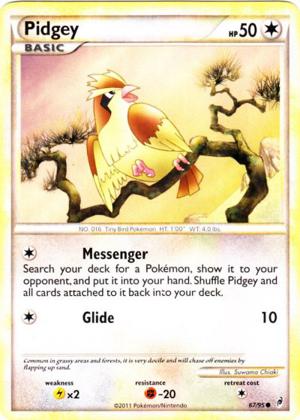 Pidgey HP 50
BASIC
NO. 016 Tiny Bird Pokémon HT: 1'00" WT: 4.0 lbs.
Messenger
Search your deck for a Pokémon, show it to your
opponent, and put it into your hand. Shuffle Pidgey and
all cards attached to it back into your deck.
Glide 10
Common in grassy areas and forests, it is very docile and will chase off enemies by
flapping up sand.
Illus. Suwama Chiaki
weakness resistance retreat cost
×2 -20
©2011 Pokémon/Nintendo 67/95